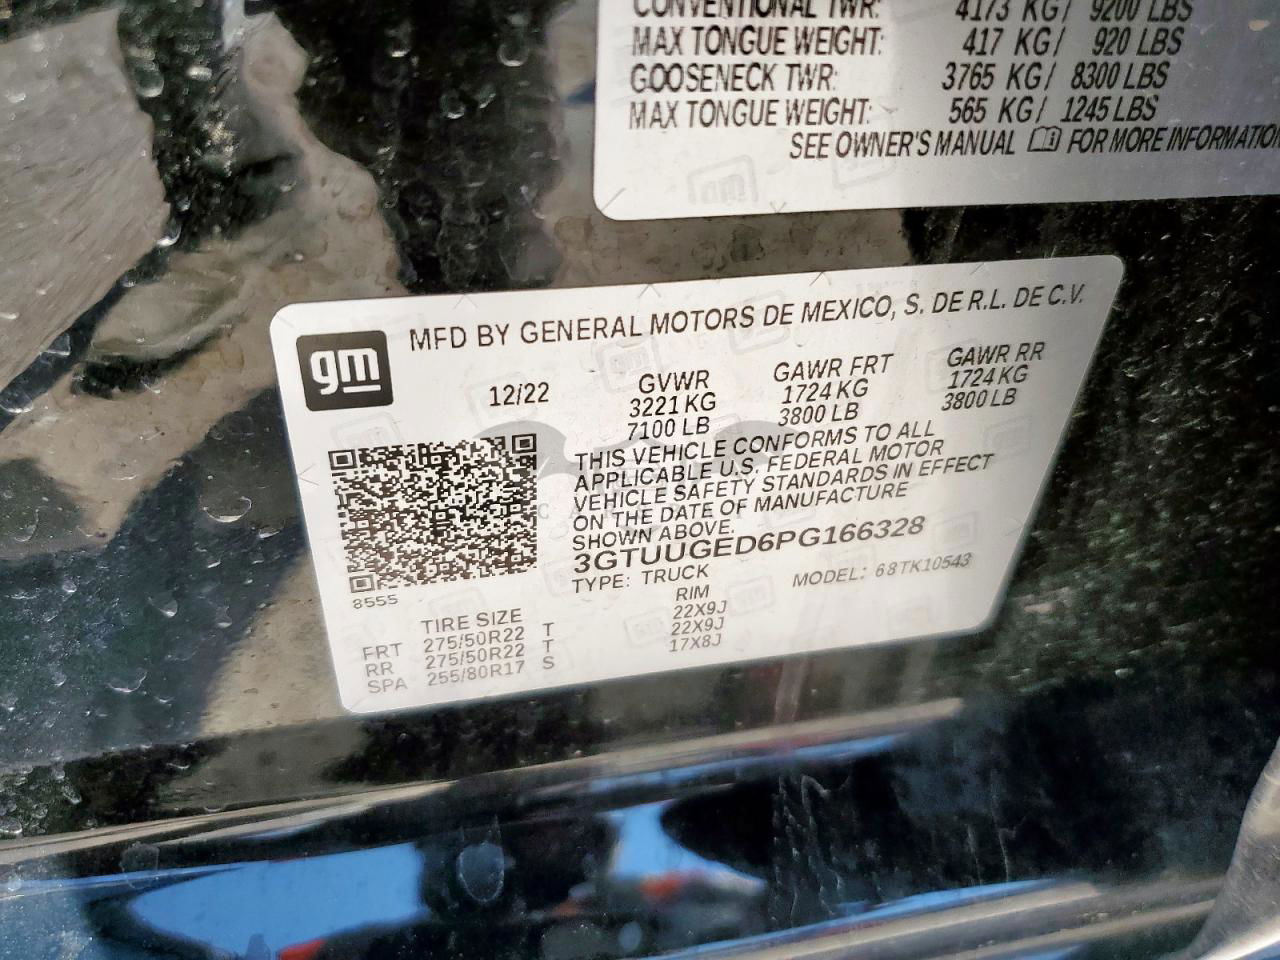 CONVENTIONAL TWR: 4173 KG/ 9200 LBS
MAX TONGUE WEIGHT: 417 KG/ 920 LBS
GOOSENECK TWR: 3765 KG/ 8300 LBS
MAX TONGUE WEIGHT: 565 KG/ 1245 LBS
SEE OWNER'S MANUAL FOR MORE INFORMATION
gm
MFD BY GENERAL MOTORS DE MEXICO, S. DE R.L. DE C.V.
12/22 GVWR GAWR FRT GAWR RR
3221 KG 1724 KG 1724 KG
7100 LB 3800 LB 3800 LB
THIS VEHICLE CONFORMS TO ALL
APPLICABLE U.S. FEDERAL MOTOR
VEHICLE SAFETY STANDARDS IN EFFECT
ON THE DATE OF MANUFACTURE
SHOWN ABOVE.
3GTUUGED6PG166328
TYPE: TRUCK MODEL: 68TK10543
8555
TIRE SIZE RIM
FRT 275/50R22 T 22X9J
RR 275/50R22 T 22X9J
SPA 255/80R17 S 17X8J